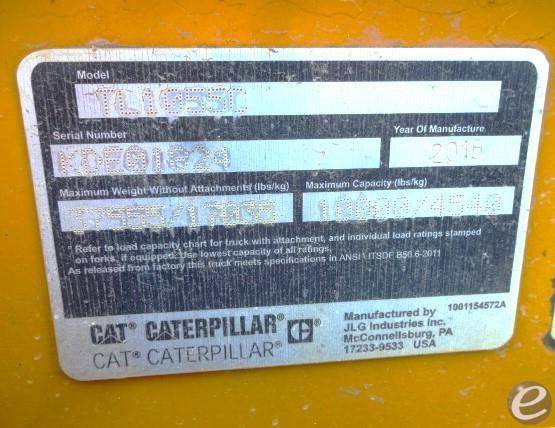 Model
TL1055C
Serial Number
Year Of Manufacture
KDE01624
2015
Maximum Weight Without Attachments (lbs/kg)
Maximum Capacity (lbs/kg)
10000/4540
* Refer to load capacity chart for truck with attachment, and individual load ratings stamped
on forks, if equipped. Use lowest capacities of all ratings.
As released from factory this truck meets specifications in ANSI / ITSDF B56.6-2011
CAT® CATERPILLAR®
CAT® CATERPILLAR®
Manufactured by
JLG Industries Inc.
McConnellsburg, PA
17233-9533 USA
1001154572A